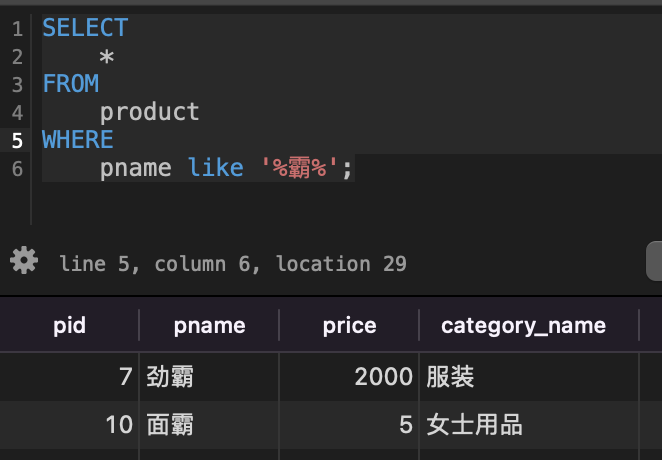 1 SELECT
2 *
3 FROM
4 product
5 WHERE
6 pname like '%霸%';
line 5, column 6, location 29
pid pname price category_name
7 劲霸 2000 服装
10 面霸 5 女士用品